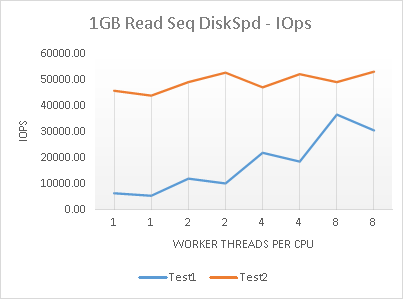 1GB Read Seq DiskSpd - IOps
60000.00
50000.00
40000.00
30000.00
20000.00
10000.00
0.00
IOPS
1 1 2 2 4 4 8 8
WORKER THREADS PER CPU
Test1 Test2